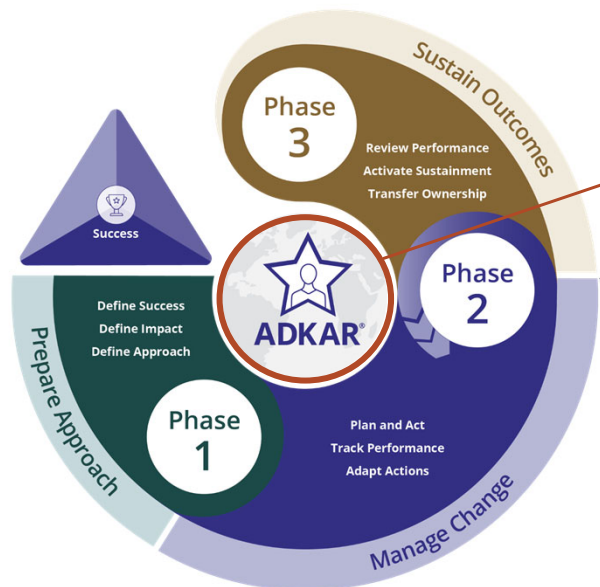 Success
Prepare Approach
Phase
1
Define Success
Define Impact
Define Approach
Manage Change
Phase
2
Plan and Act
Track Performance
Adapt Actions
Sustain Outcomes
Phase
3
Review Performance
Activate Sustainment
Transfer Ownership
ADKAR®